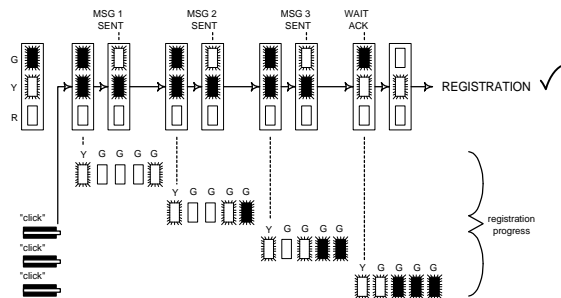 MSG 1
SENT
MSG 2
SENT
MSG 3
SENT
WAIT
ACK
G
Y
R
REGISTRATION
Y G G G
Y G G G
Y G G G G
Y G G G
"click"
"click"
"click"
registration
progress